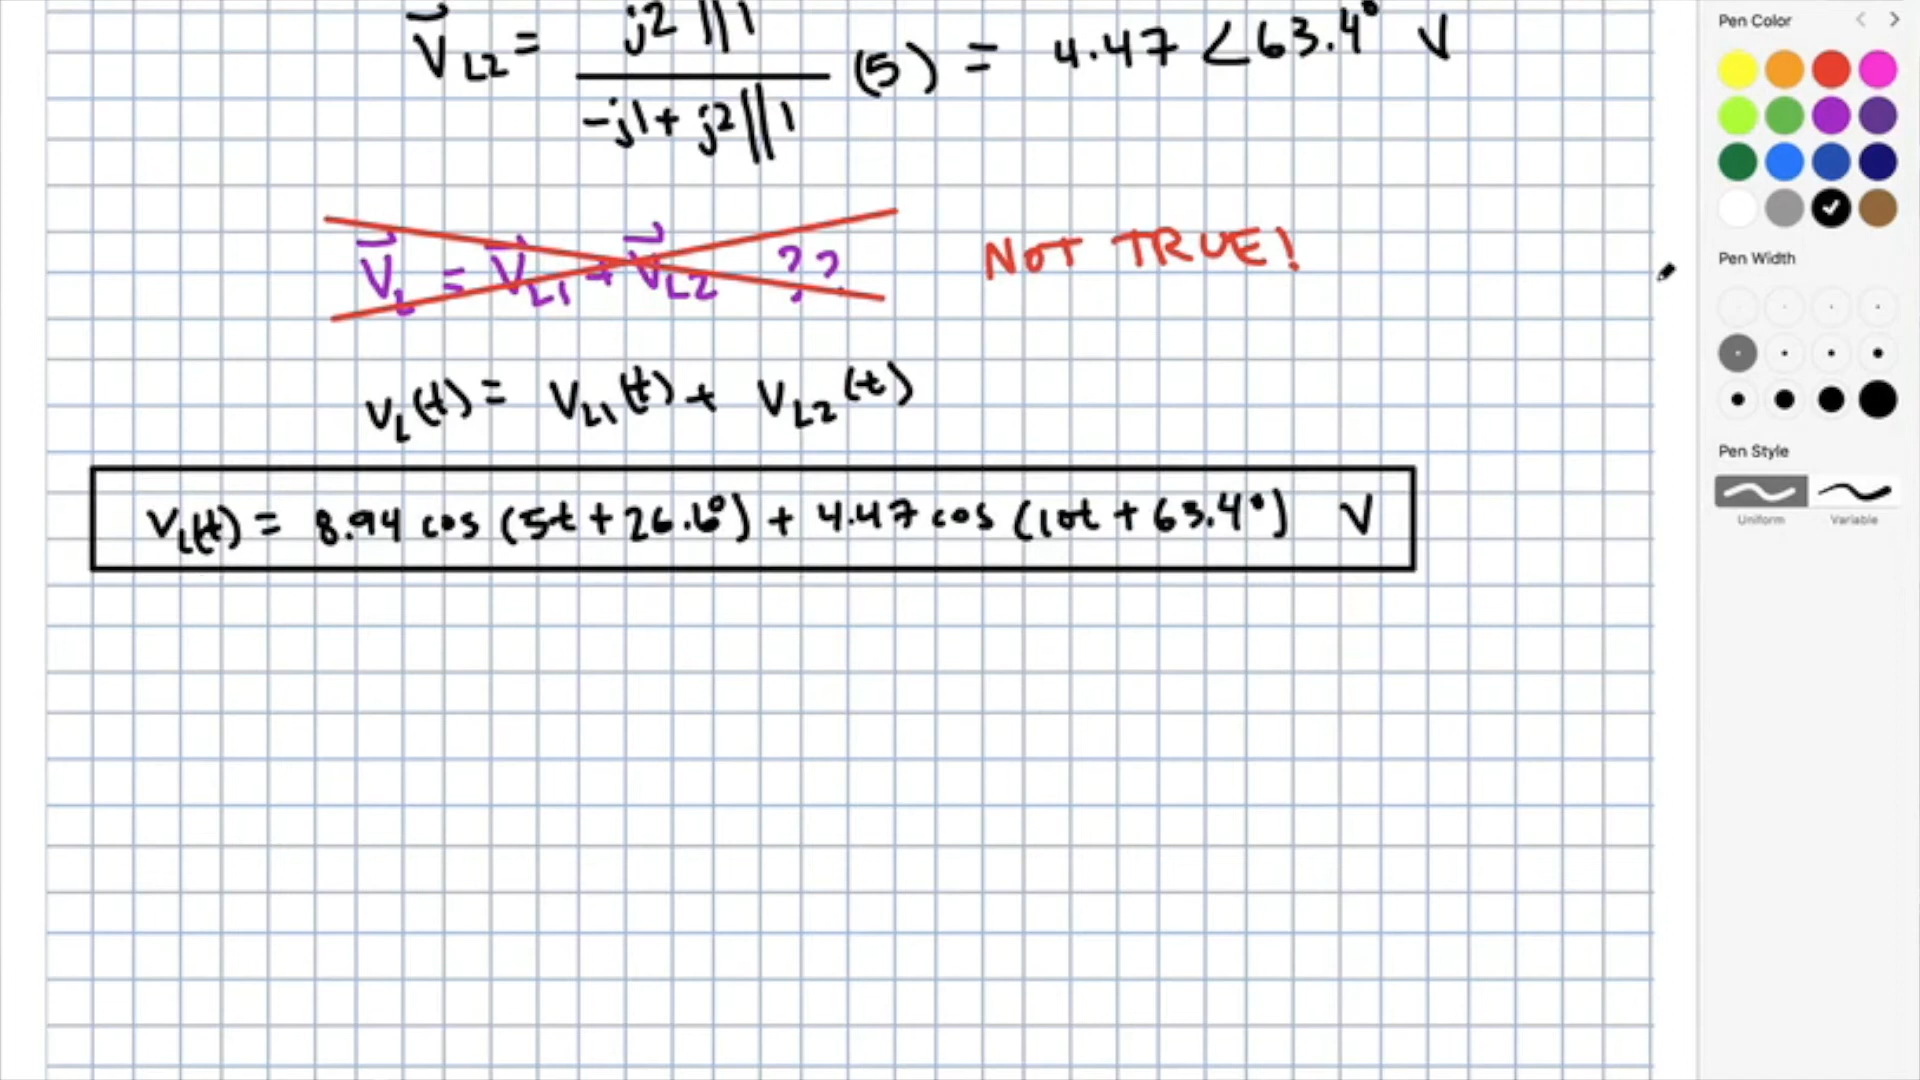 V⃗L2 = (j2 || 1) / (-j1 + j2 || 1) (5) = 4.47 ∠63.4° V
V⃗L = V⃗L1 + V⃗L2 ?? NOT TRUE!
vL(t) = vL1(t) + vL2(t)
vL(t) = 8.94 cos (5t + 26.6°) + 4.47 cos (10t + 63.4°) V
Pen Color
Pen Width
Pen Style
Uniform Variable